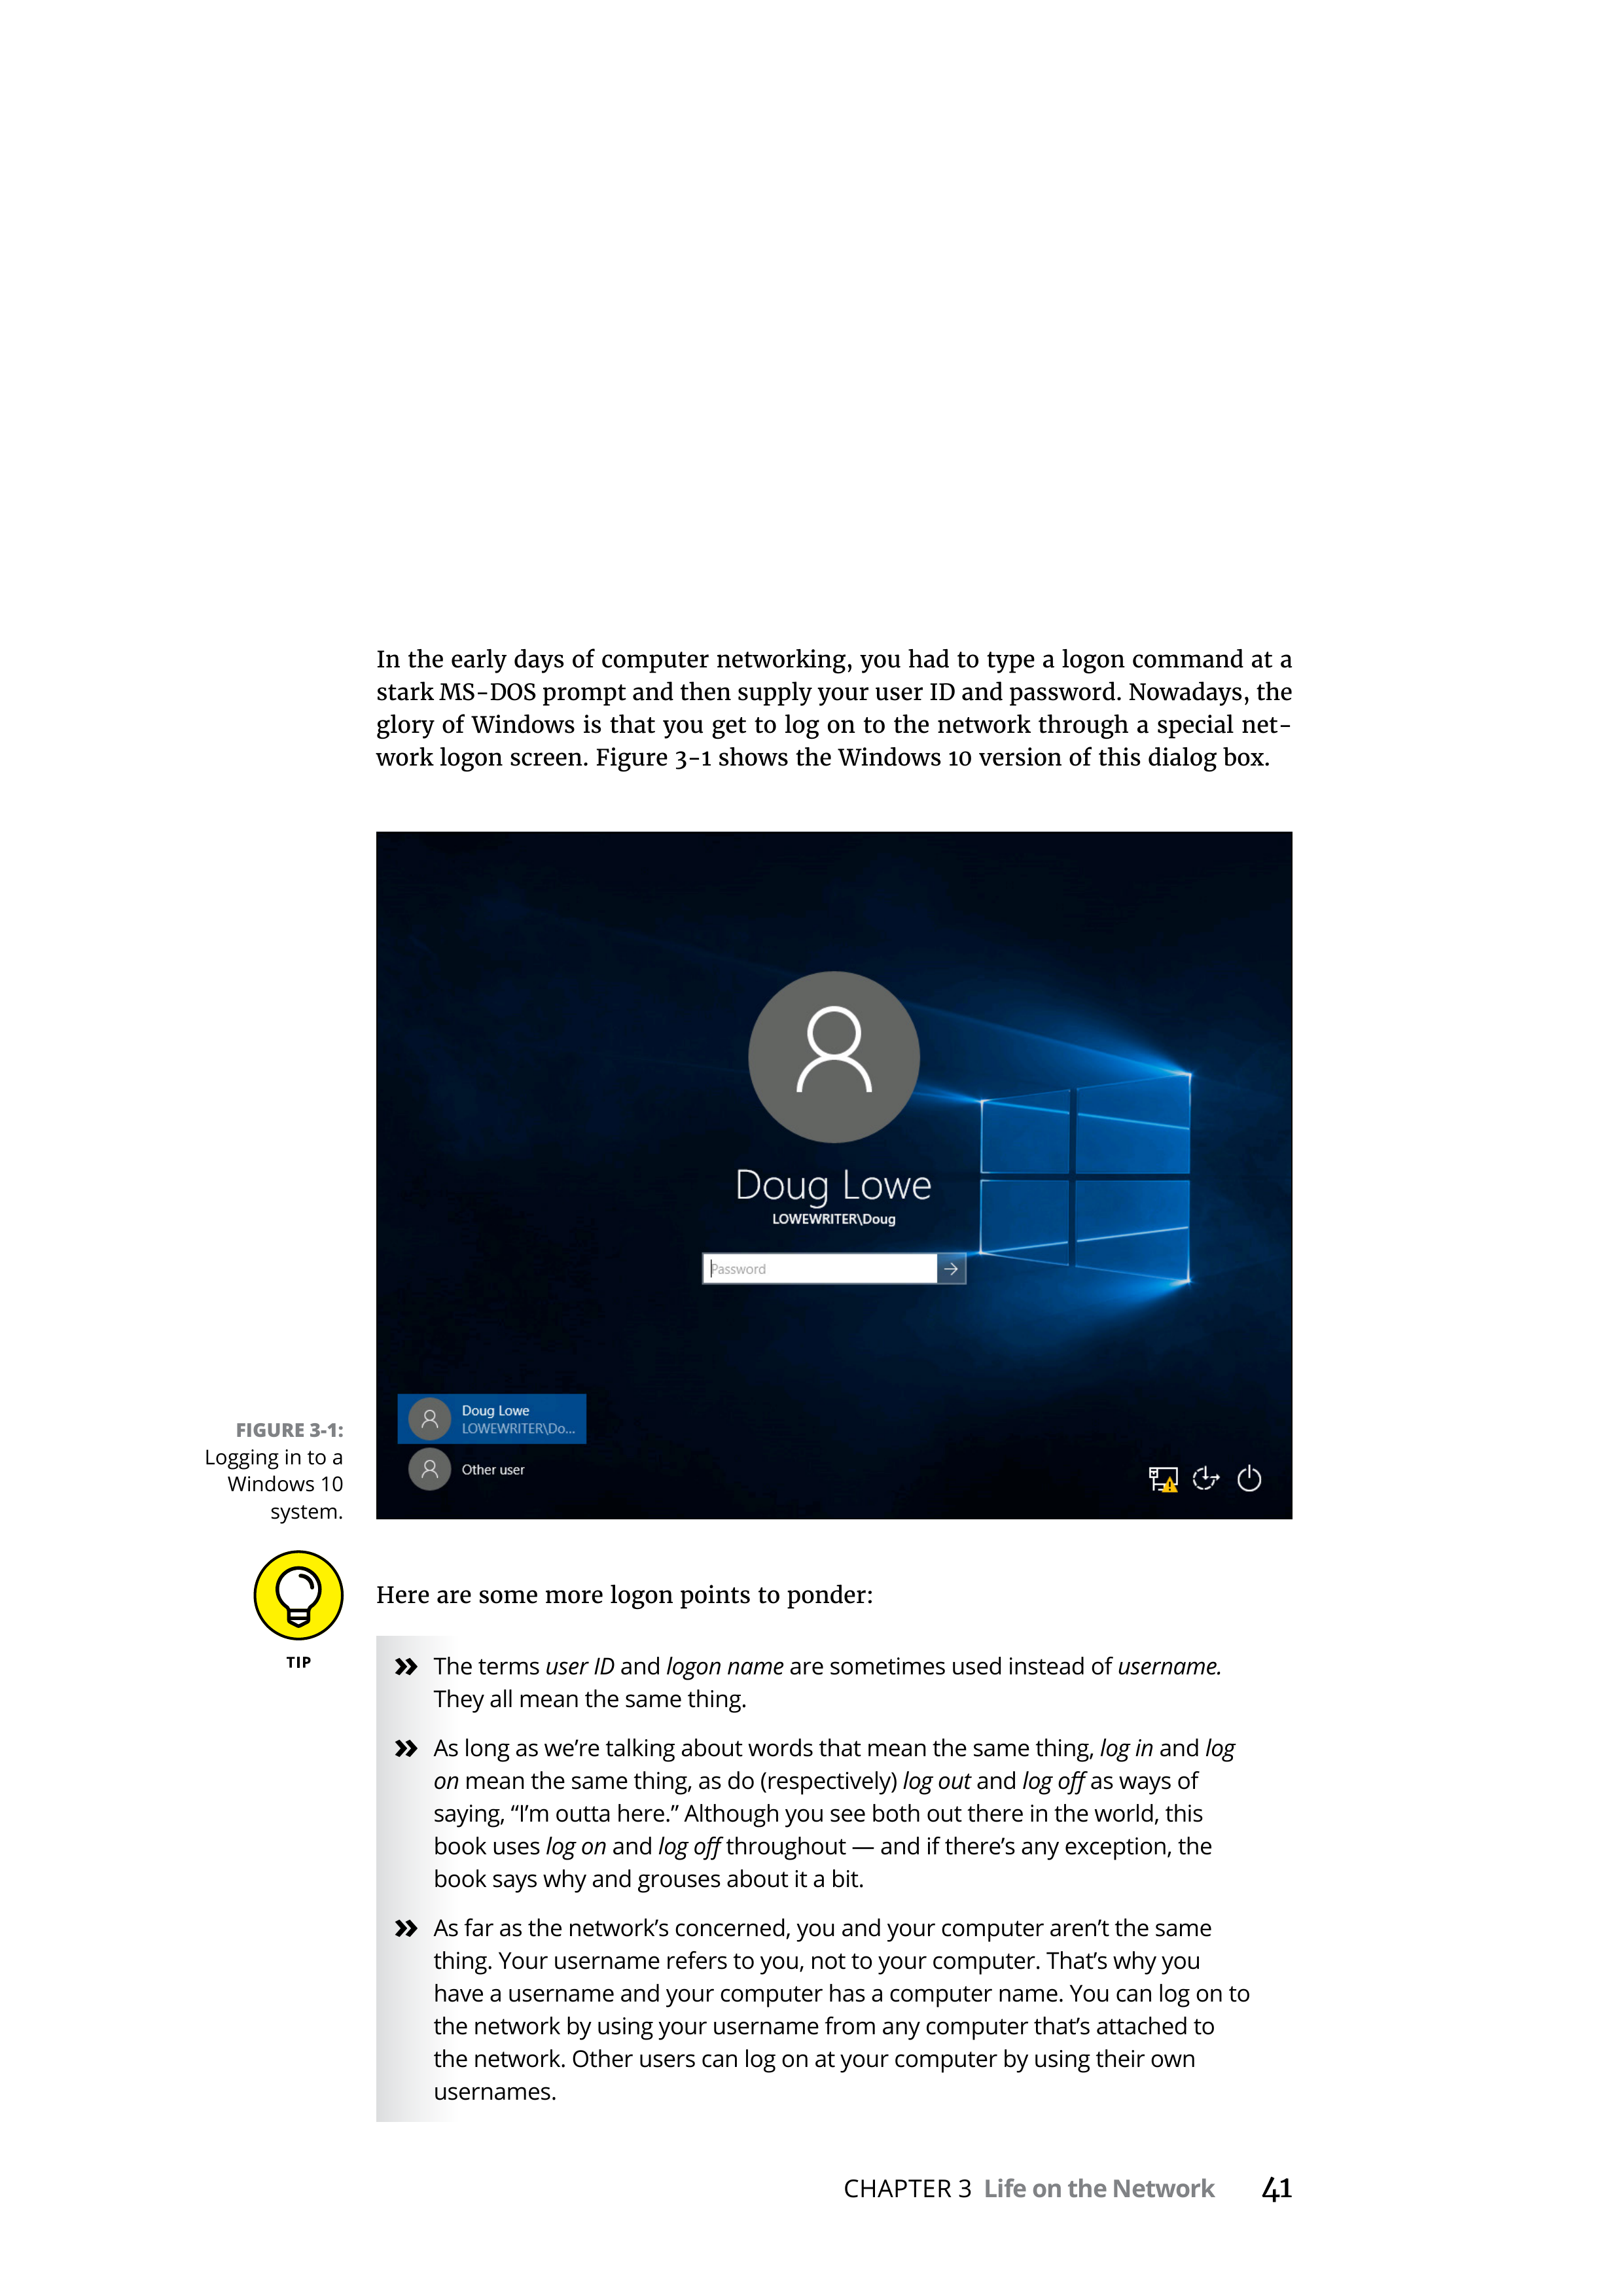 In the early days of computer networking, you had to type a logon command at a
stark MS-DOS prompt and then supply your user ID and password. Nowadays, the
glory of Windows is that you get to log on to the network through a special net-
work logon screen. Figure 3-1 shows the Windows 10 version of this dialog box.
Doug Lowe
LOWEWRITER\Doug
Password
Doug Lowe
LOWEWRITER\Do...
Other user
FIGURE 3-1:
Logging in to a
Windows 10
system.
TIP
Here are some more logon points to ponder:
» The terms user ID and logon name are sometimes used instead of username.
They all mean the same thing.
» As long as we’re talking about words that mean the same thing, log in and log
on mean the same thing, as do (respectively) log out and log off as ways of
saying, “I’m outta here.” Although you see both out there in the world, this
book uses log on and log off throughout — and if there’s any exception, the
book says why and grouses about it a bit.
» As far as the network’s concerned, you and your computer aren’t the same
thing. Your username refers to you, not to your computer. That’s why you
have a username and your computer has a computer name. You can log on to
the network by using your username from any computer that’s attached to
the network. Other users can log on at your computer by using their own
usernames.
CHAPTER 3 Life on the Network 41